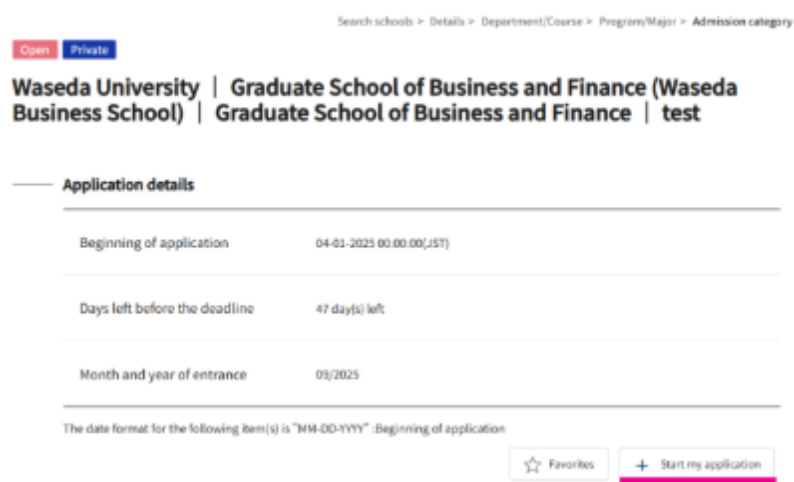 Search schools > Details > Department/Course > Program/Major > Admission category
Open Private
Waseda University | Graduate School of Business and Finance (Waseda
Business School) | Graduate School of Business and Finance | test
Application details
Beginning of application 04-01-2025 00:00:00(JST)
Days left before the deadline 47 day(s) left
Month and year of entrance 09/2025
The date format for the following item(s) is "MM-DD-YYYY" :Beginning of application
☆ Favorites + Start my application